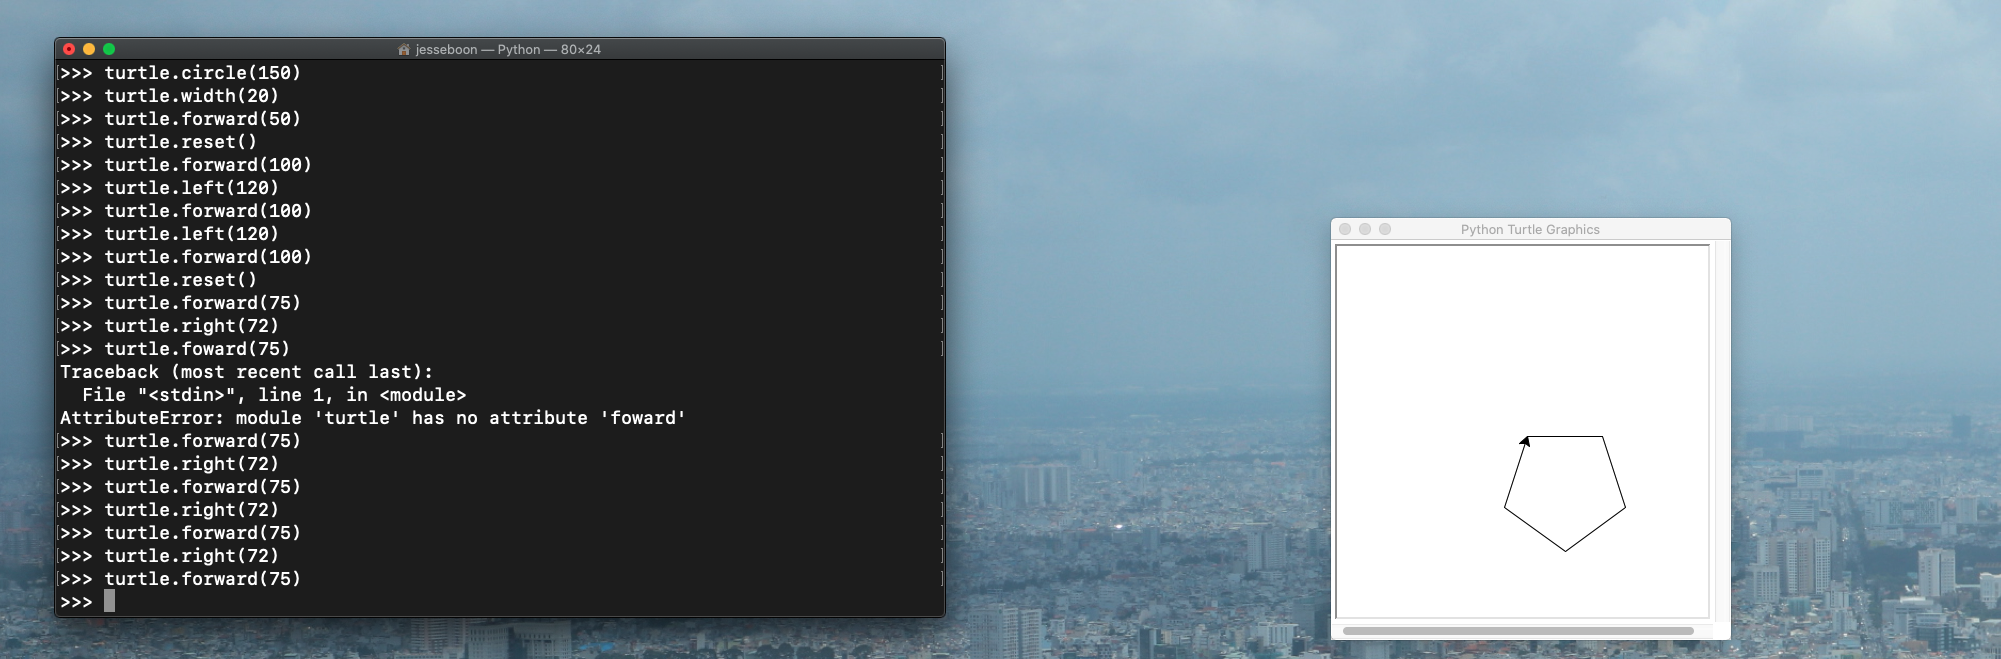 jesseboon — Python — 80×24
>>> turtle.circle(150)
>>> turtle.width(20)
>>> turtle.forward(50)
>>> turtle.reset()
>>> turtle.forward(100)
>>> turtle.left(120)
>>> turtle.forward(100)
>>> turtle.left(120)
>>> turtle.forward(100)
>>> turtle.reset()
>>> turtle.forward(75)
>>> turtle.right(72)
>>> turtle.foward(75)
Traceback (most recent call last):
  File "<stdin>", line 1, in <module>
AttributeError: module 'turtle' has no attribute 'foward'
>>> turtle.forward(75)
>>> turtle.right(72)
>>> turtle.forward(75)
>>> turtle.right(72)
>>> turtle.forward(75)
>>> turtle.right(72)
>>> turtle.forward(75)
>>>
Python Turtle Graphics